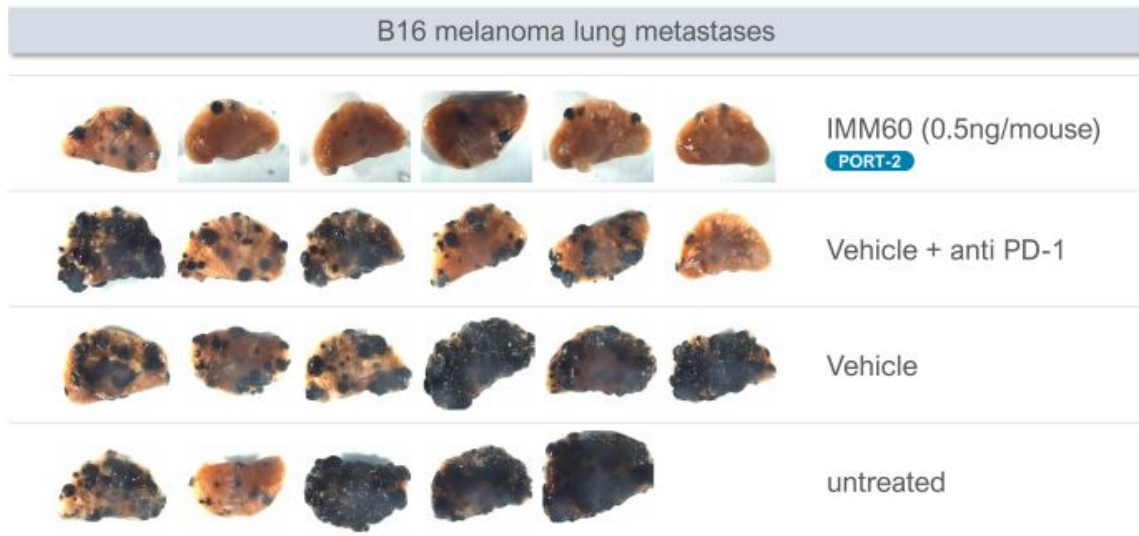 B16 melanoma lung metastases
IMM60 (0.5ng/mouse)
PORT-2
Vehicle + anti PD-1
Vehicle
untreated